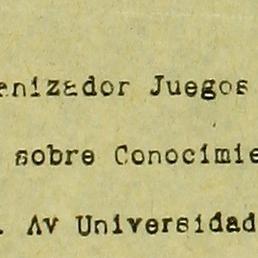 enizador Juegos
sobre Conocimie
. Av Universidad